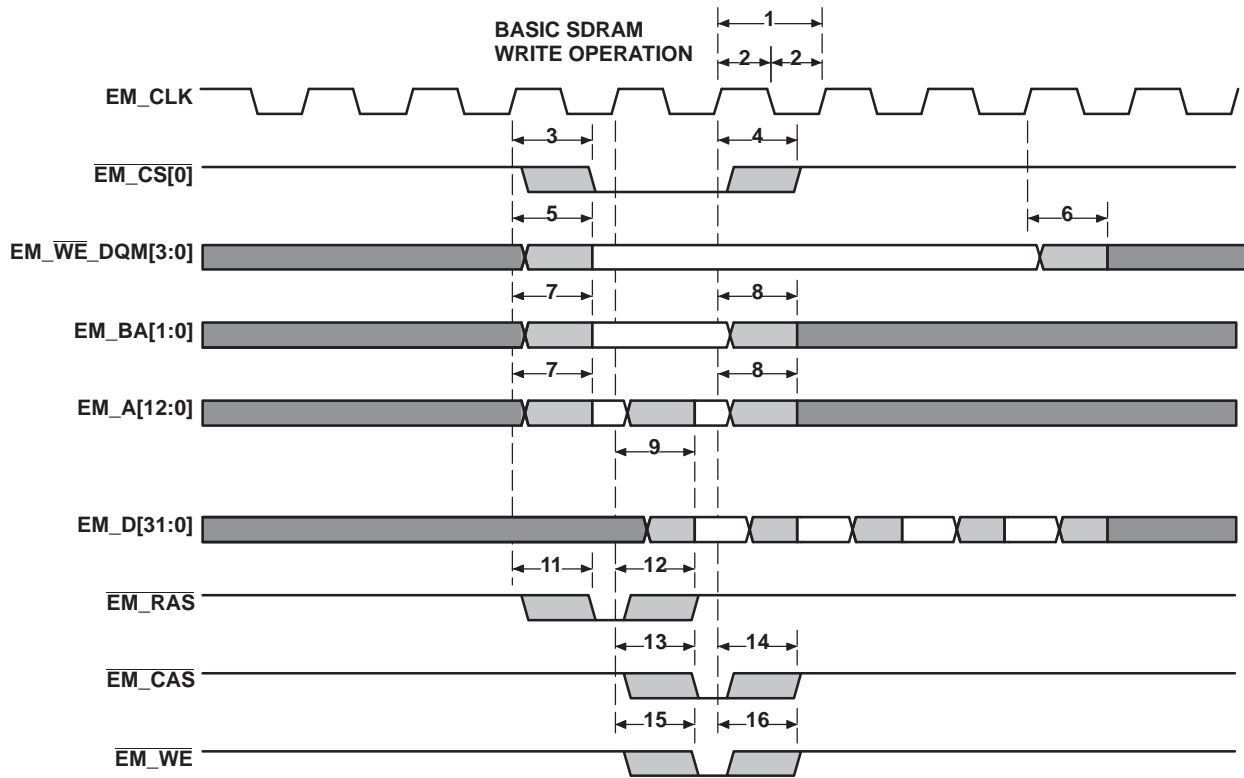 BASIC SDRAM
WRITE OPERATION
1
2 2
EM_CLK
3 4
EM_CS[0]
5 6
EM_WE_DQM[3:0]
7 8
EM_BA[1:0]
7 8
EM_A[12:0]
9
EM_D[31:0]
11 12
EM_RAS
13 14
EM_CAS
15 16
EM_WE